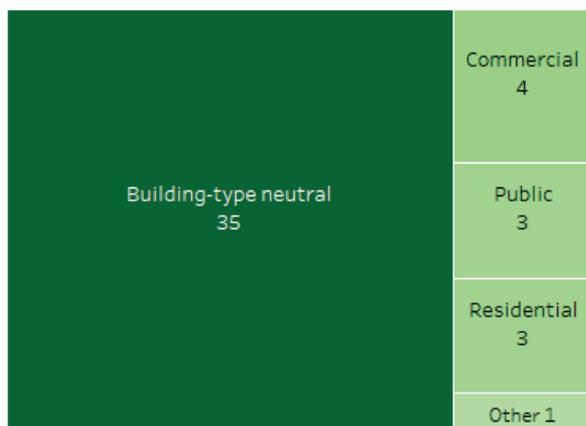 Building-type neutral
35
Commercial
4
Public
3
Residential
3
Other 1